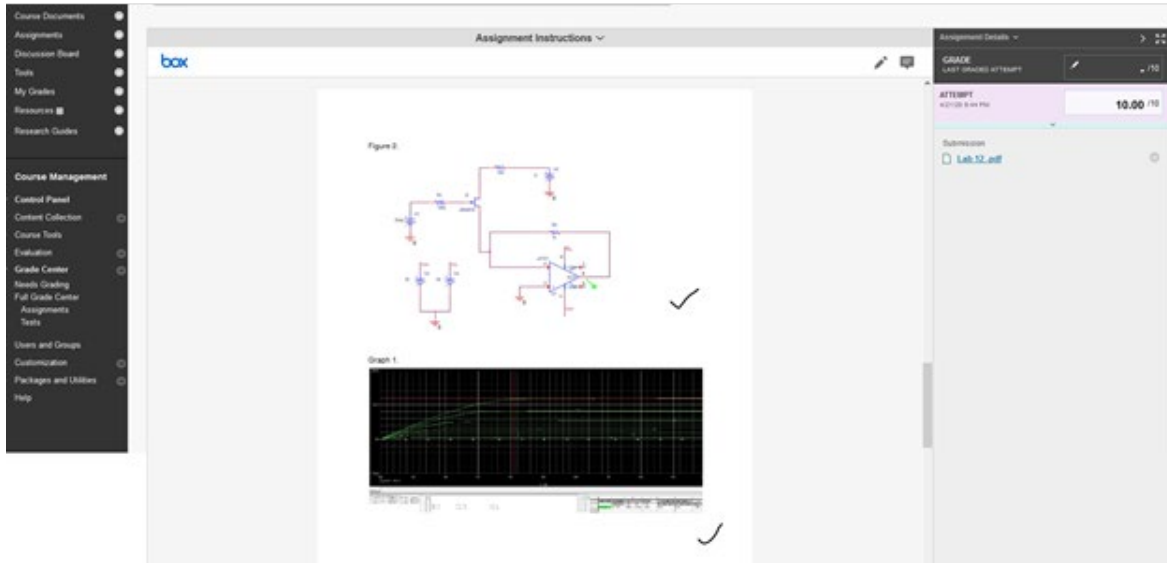 Course Documents
Assignments
Discussion Board
Tools
My Grades
Resources
Research Guides
Course Management
Control Panel
Content Collection
Course Tools
Evaluation
Grade Center
Needs Grading
Full Grade Center
Assignments
Tests
Users and Groups
Customization
Packages and Utilities
Help
Assignment Instructions
box
Figure 2.
Graph 1.
Assignment Details
GRADE
LAST GRADED ATTEMPT
/10
ATTEMPT
10.00 /10
Submission
Lab 12 .pdf